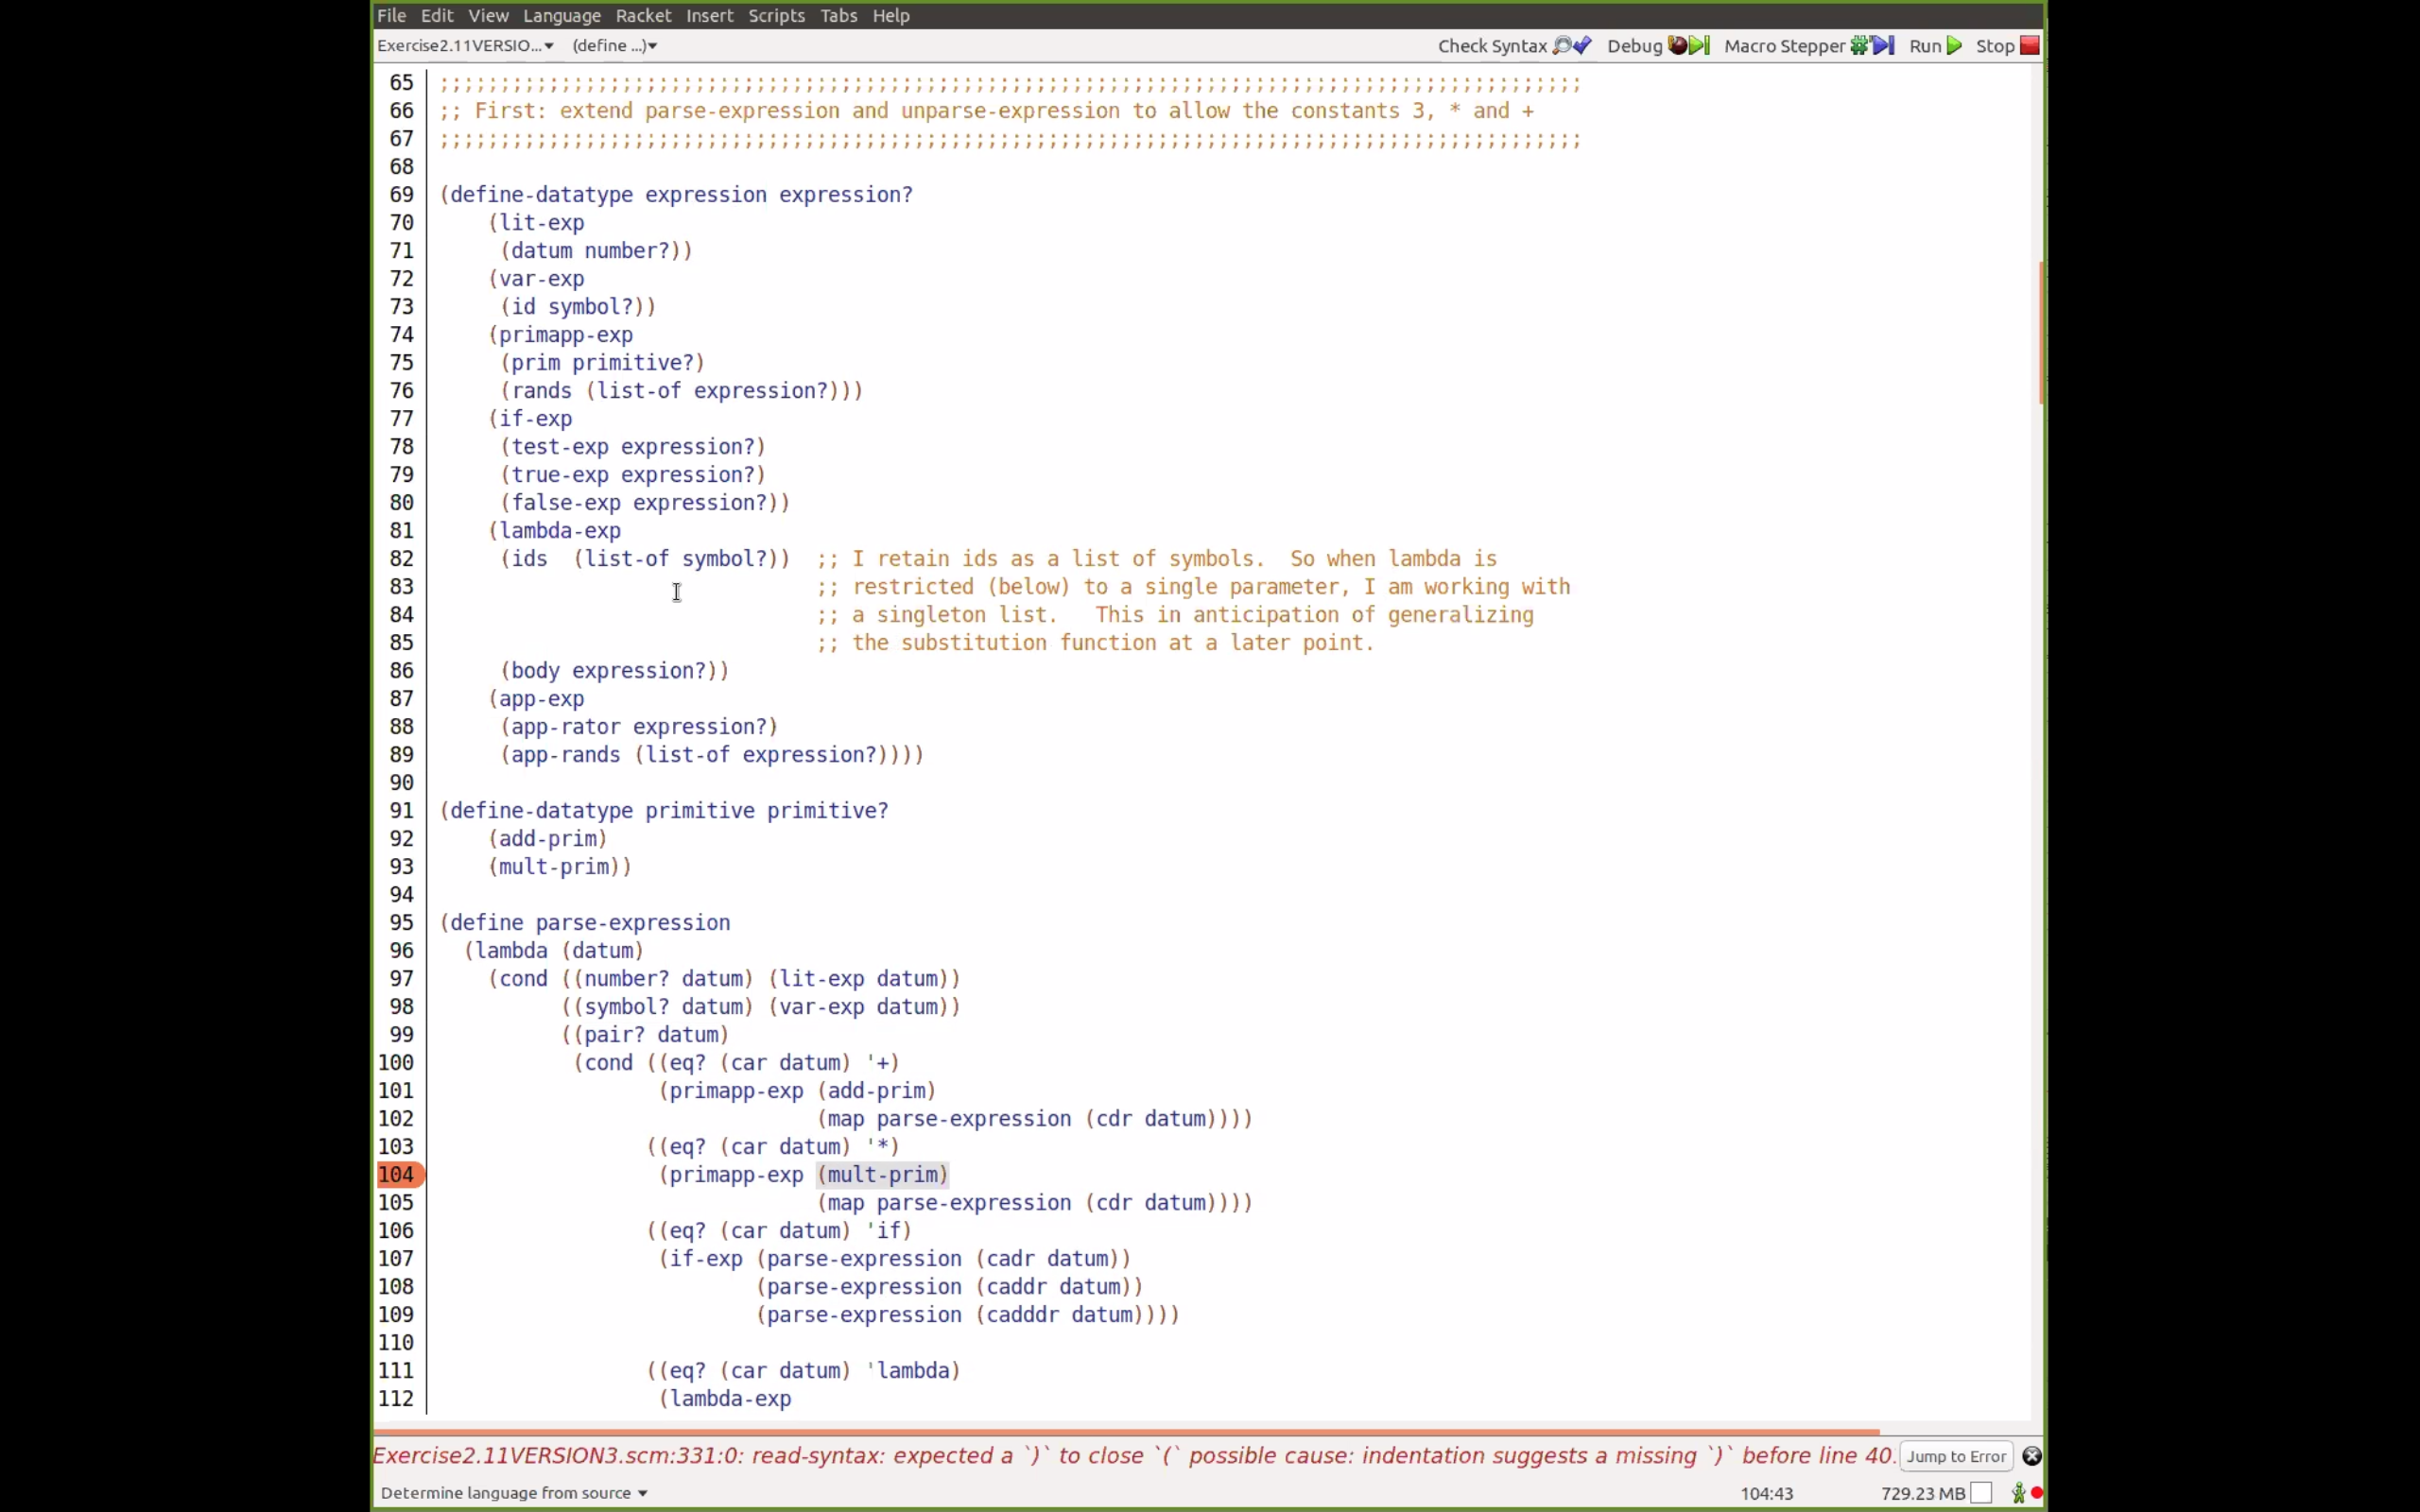 File Edit View Language Racket Insert Scripts Tabs Help
Exercise2.11VERSIO... (define ...) Check Syntax Debug Macro Stepper Run Stop
65 ;;;;;;;;;;;;;;;;;;;;;;;;;;;;;;;;;;;;;;;;;;;;;;;;;;;;;;;;;;;;;;;;;;;;;;;;;;;;;;;;;;;;;;;;;;;;;;
66 ;; First: extend parse-expression and unparse-expression to allow the constants 3, * and +
67 ;;;;;;;;;;;;;;;;;;;;;;;;;;;;;;;;;;;;;;;;;;;;;;;;;;;;;;;;;;;;;;;;;;;;;;;;;;;;;;;;;;;;;;;;;;;;;;
68
69 (define-datatype expression expression?
70 (lit-exp
71 (datum number?))
72 (var-exp
73 (id symbol?))
74 (primapp-exp
75 (prim primitive?)
76 (rands (list-of expression?)))
77 (if-exp
78 (test-exp expression?)
79 (true-exp expression?)
80 (false-exp expression?))
81 (lambda-exp
82 (ids (list-of symbol?)) ;; I retain ids as a list of symbols. So when lambda is
83 ;; restricted (below) to a single parameter, I am working with
84 ;; a singleton list. This in anticipation of generalizing
85 ;; the substitution function at a later point.
86 (body expression?))
87 (app-exp
88 (app-rator expression?)
89 (app-rands (list-of expression?))))
90
91 (define-datatype primitive primitive?
92 (add-prim)
93 (mult-prim))
94
95 (define parse-expression
96 (lambda (datum)
97 (cond ((number? datum) (lit-exp datum))
98 ((symbol? datum) (var-exp datum))
99 ((pair? datum)
100 (cond ((eq? (car datum) '+)
101 (primapp-exp (add-prim)
102 (map parse-expression (cdr datum))))
103 ((eq? (car datum) '*)
104 (primapp-exp (mult-prim)
105 (map parse-expression (cdr datum))))
106 ((eq? (car datum) 'if)
107 (if-exp (parse-expression (cadr datum))
108 (parse-expression (caddr datum))
109 (parse-expression (cadddr datum))))
110
111 ((eq? (car datum) 'lambda)
112 (lambda-exp
Exercise2.11VERSION3.scm:331:0: read-syntax: expected a `)` to close `(` possible cause: indentation suggests a missing `)` before line 40. Jump to Error
Determine language from source 104:43 729.23 MB